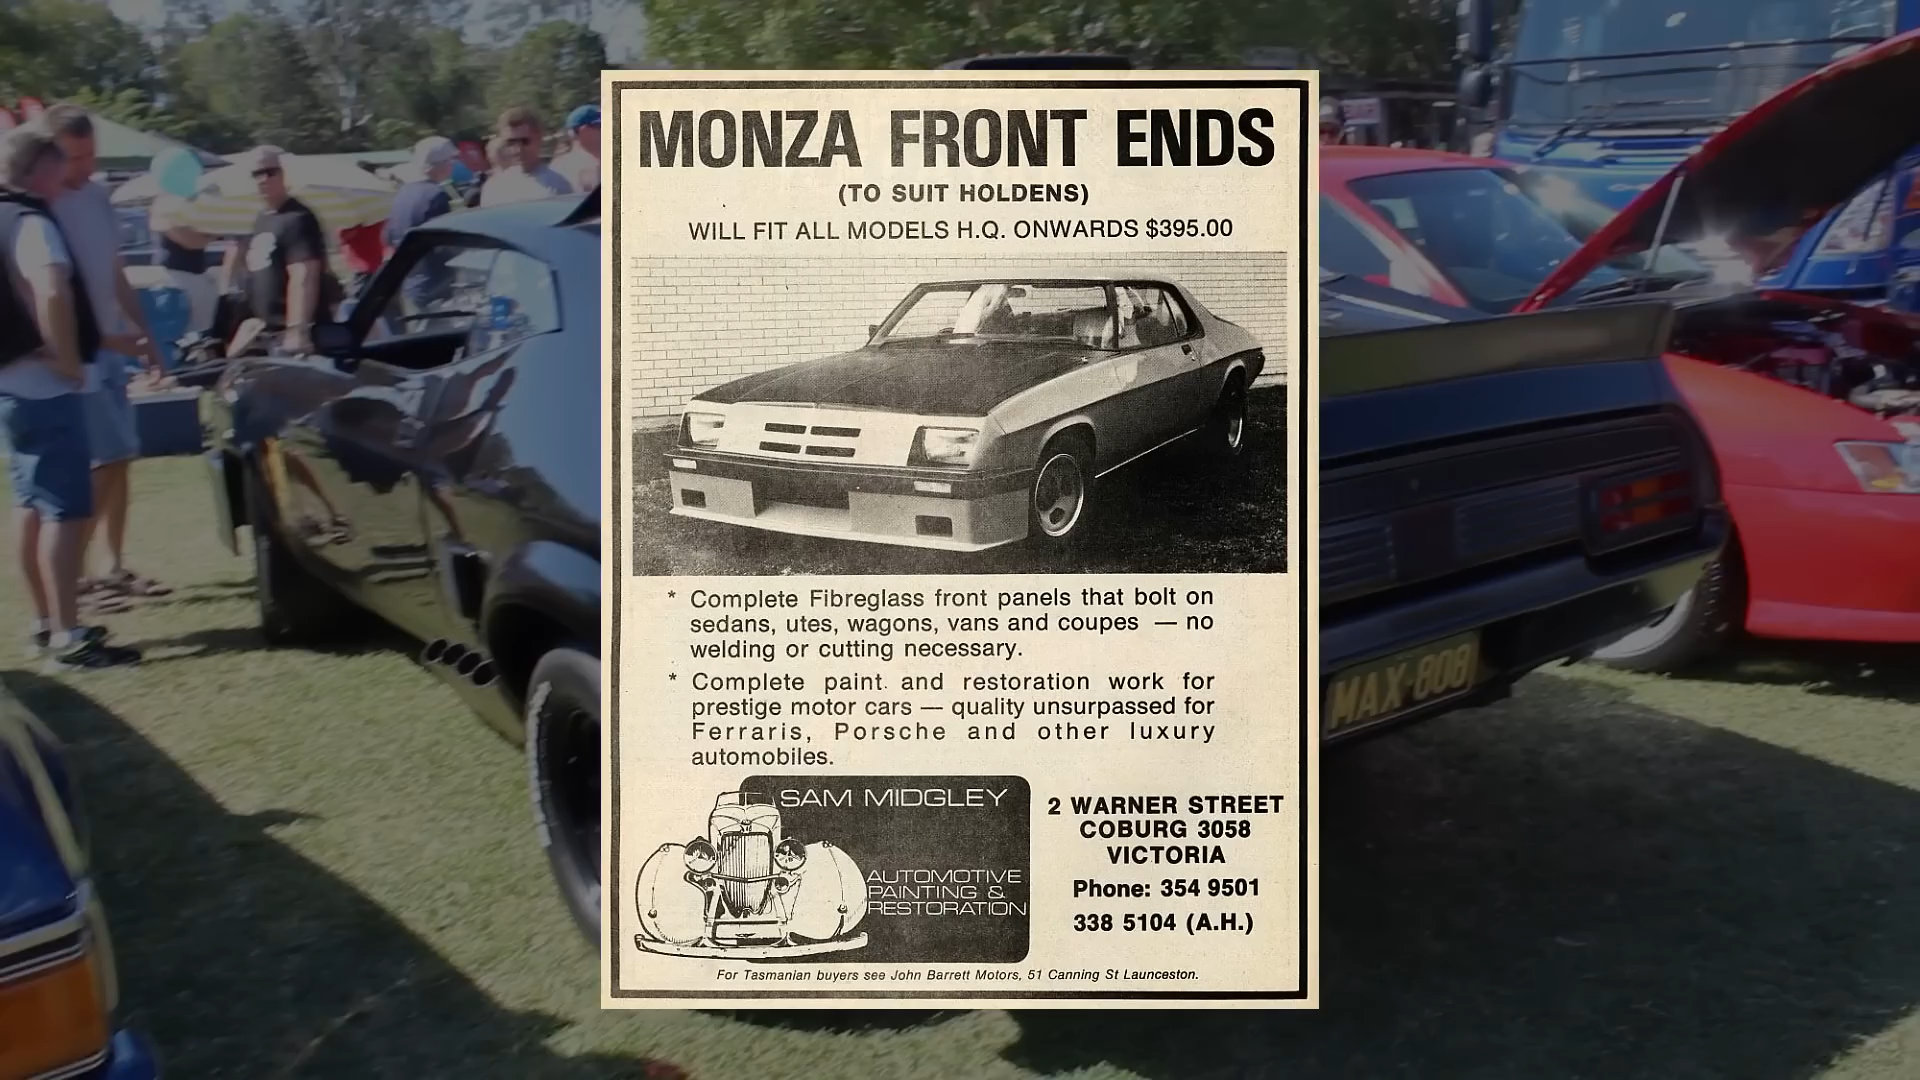 MONZA FRONT ENDS
(TO SUIT HOLDENS)
WILL FIT ALL MODELS H.Q. ONWARDS $395.00
* Complete Fibreglass front panels that bolt on
sedans, utes, wagons, vans and coupes — no
welding or cutting necessary.
* Complete paint and restoration work for
prestige motor cars — quality unsurpassed for
Ferraris, Porsche and other luxury
automobiles.
SAM MIDGLEY
AUTOMOTIVE
PAINTING &
RESTORATION
2 WARNER STREET
COBURG 3058
VICTORIA
Phone: 354 9501
338 5104 (A.H.)
For Tasmanian buyers see John Barrett Motors, 51 Canning St Launceston.
MAX·808